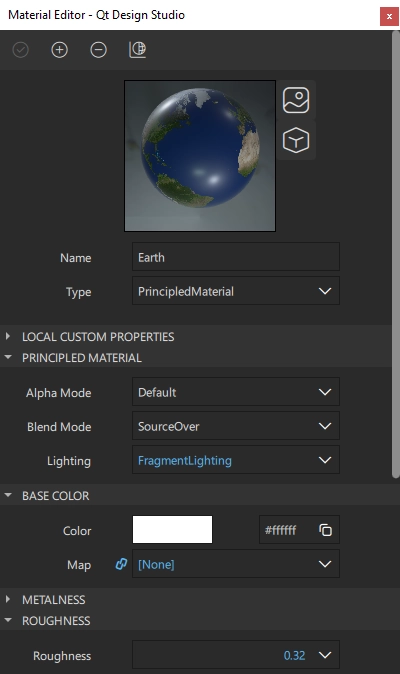 Material Editor - Qt Design Studio
x
Name Earth
Type PrincipledMaterial
LOCAL CUSTOM PROPERTIES
PRINCIPLED MATERIAL
Alpha Mode Default
Blend Mode SourceOver
Lighting FragmentLighting
BASE COLOR
Color #ffffff
Map [None]
METALNESS
ROUGHNESS
Roughness 0.32